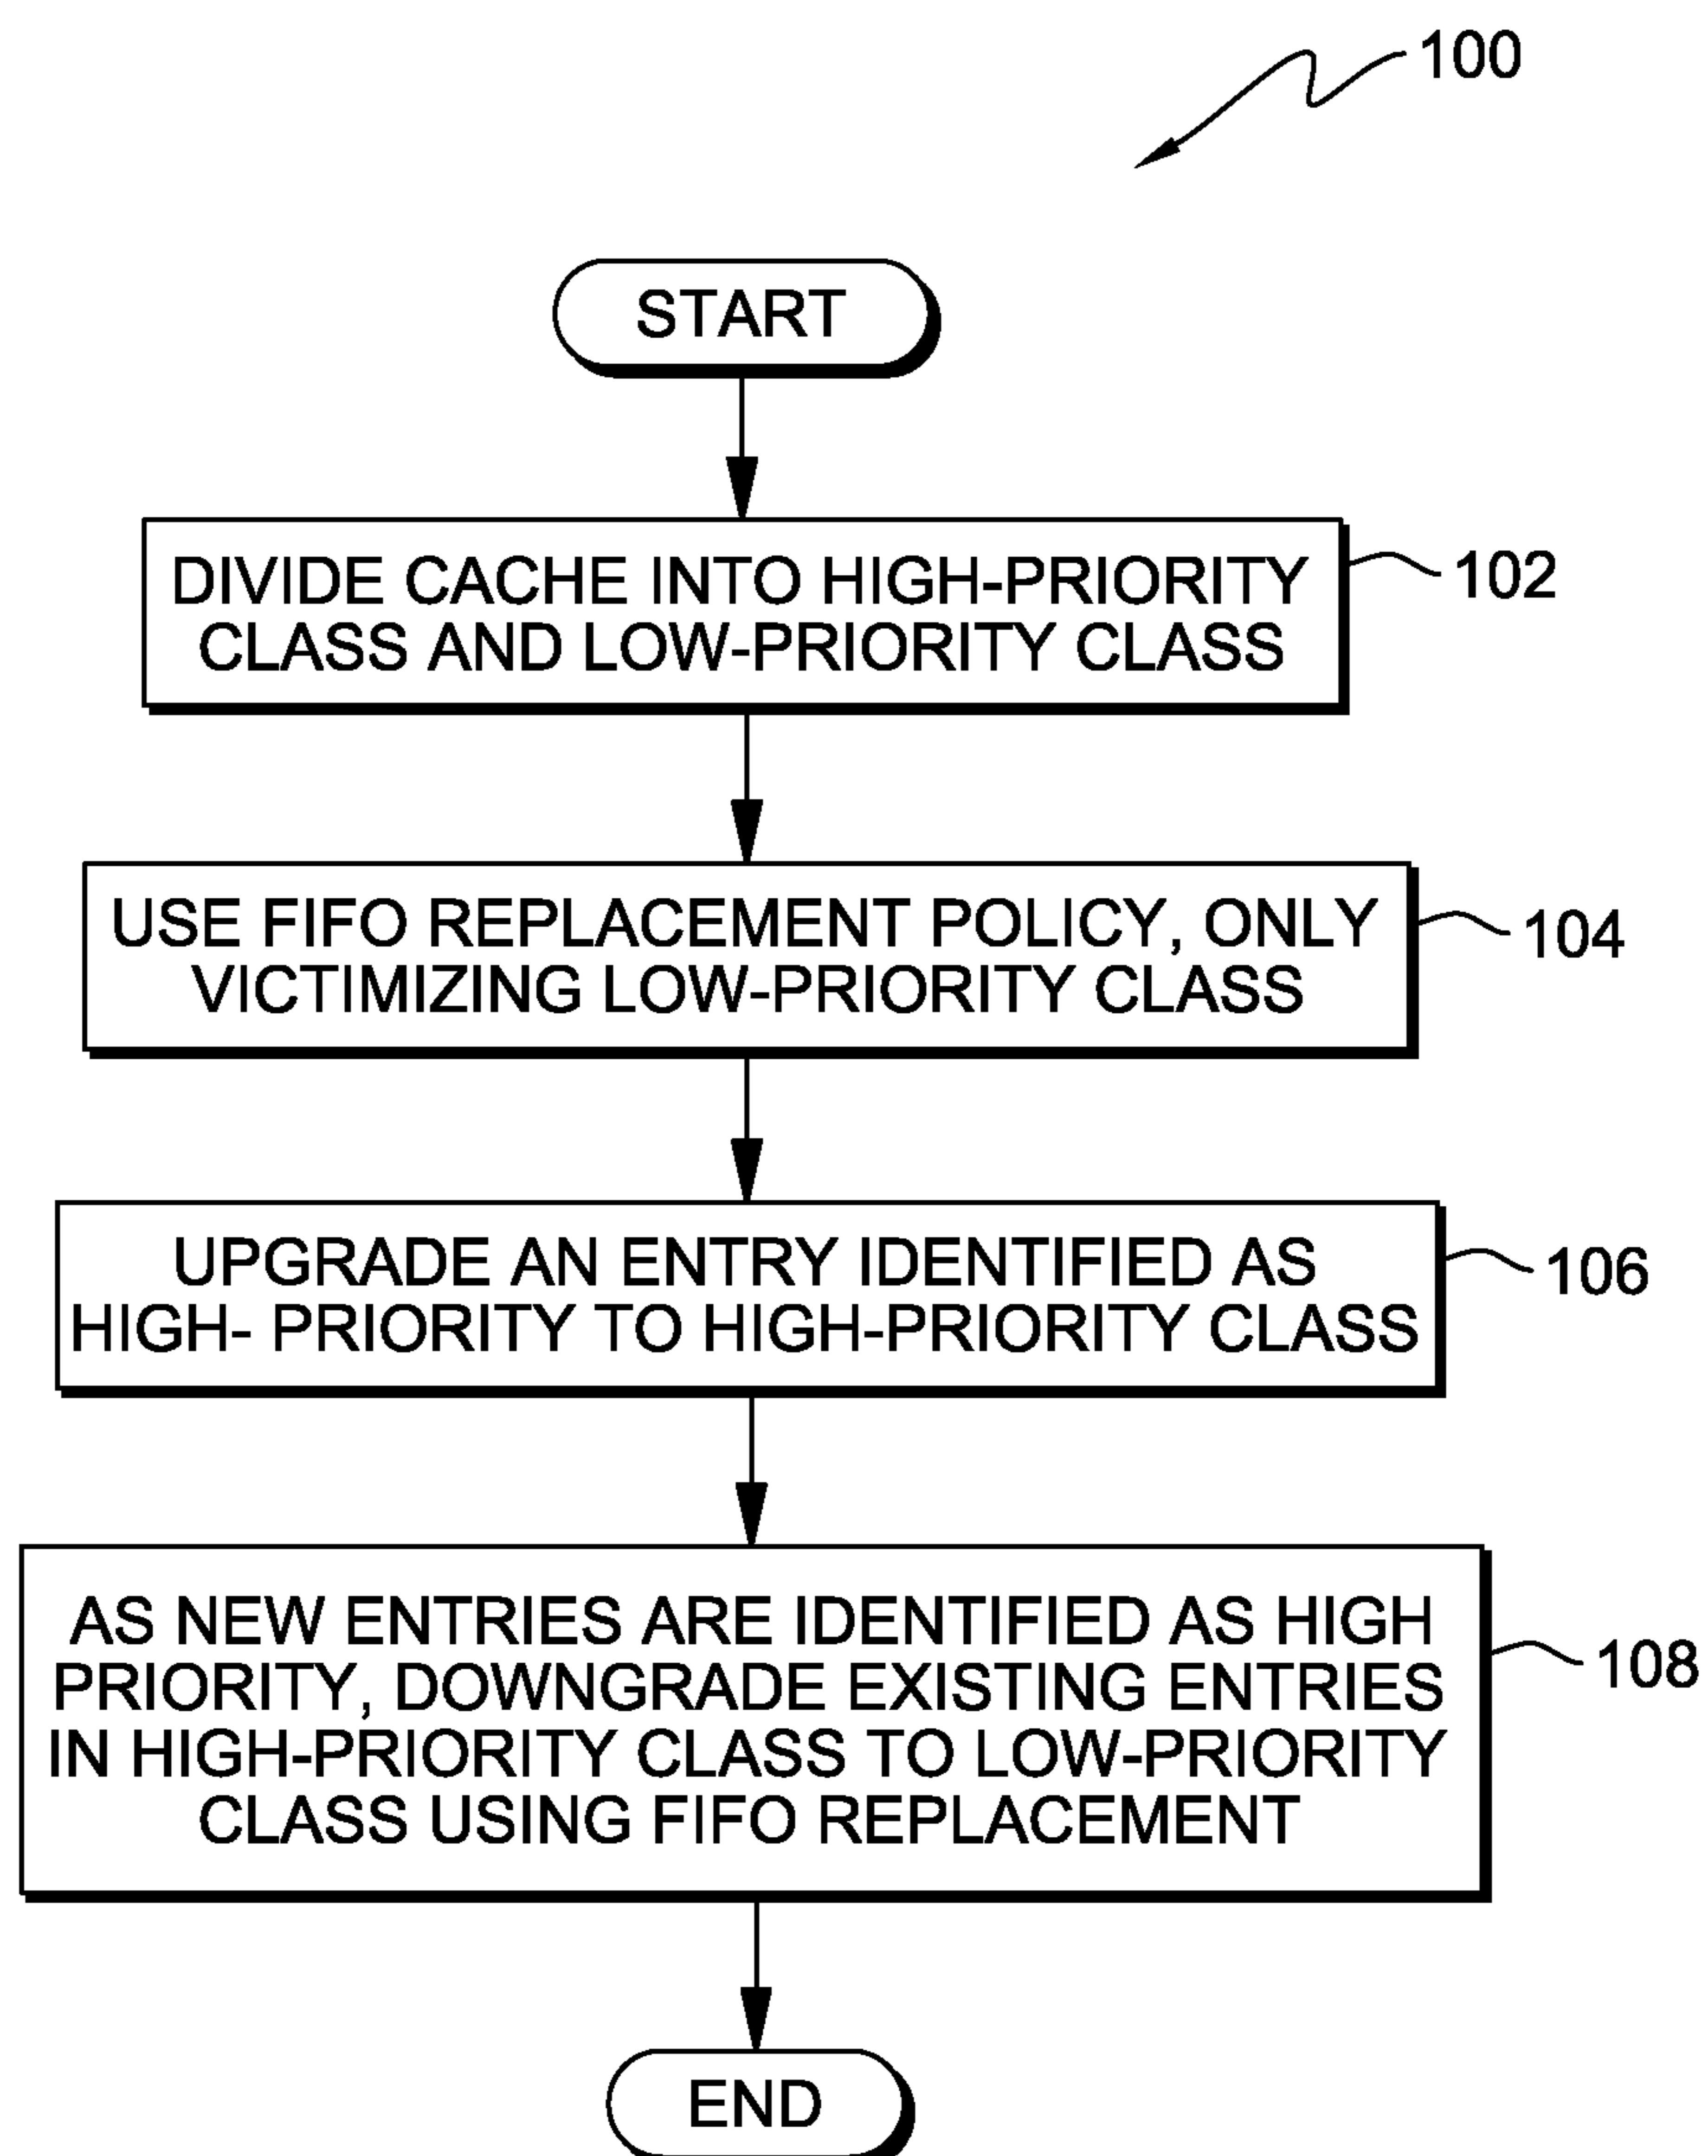 100
START
DIVIDE CACHE INTO HIGH-PRIORITY
CLASS AND LOW-PRIORITY CLASS
102
USE FIFO REPLACEMENT POLICY, ONLY
VICTIMIZING LOW-PRIORITY CLASS
104
UPGRADE AN ENTRY IDENTIFIED AS
HIGH- PRIORITY TO HIGH-PRIORITY CLASS
106
AS NEW ENTRIES ARE IDENTIFIED AS HIGH
PRIORITY, DOWNGRADE EXISTING ENTRIES
IN HIGH-PRIORITY CLASS TO LOW-PRIORITY
CLASS USING FIFO REPLACEMENT
108
END